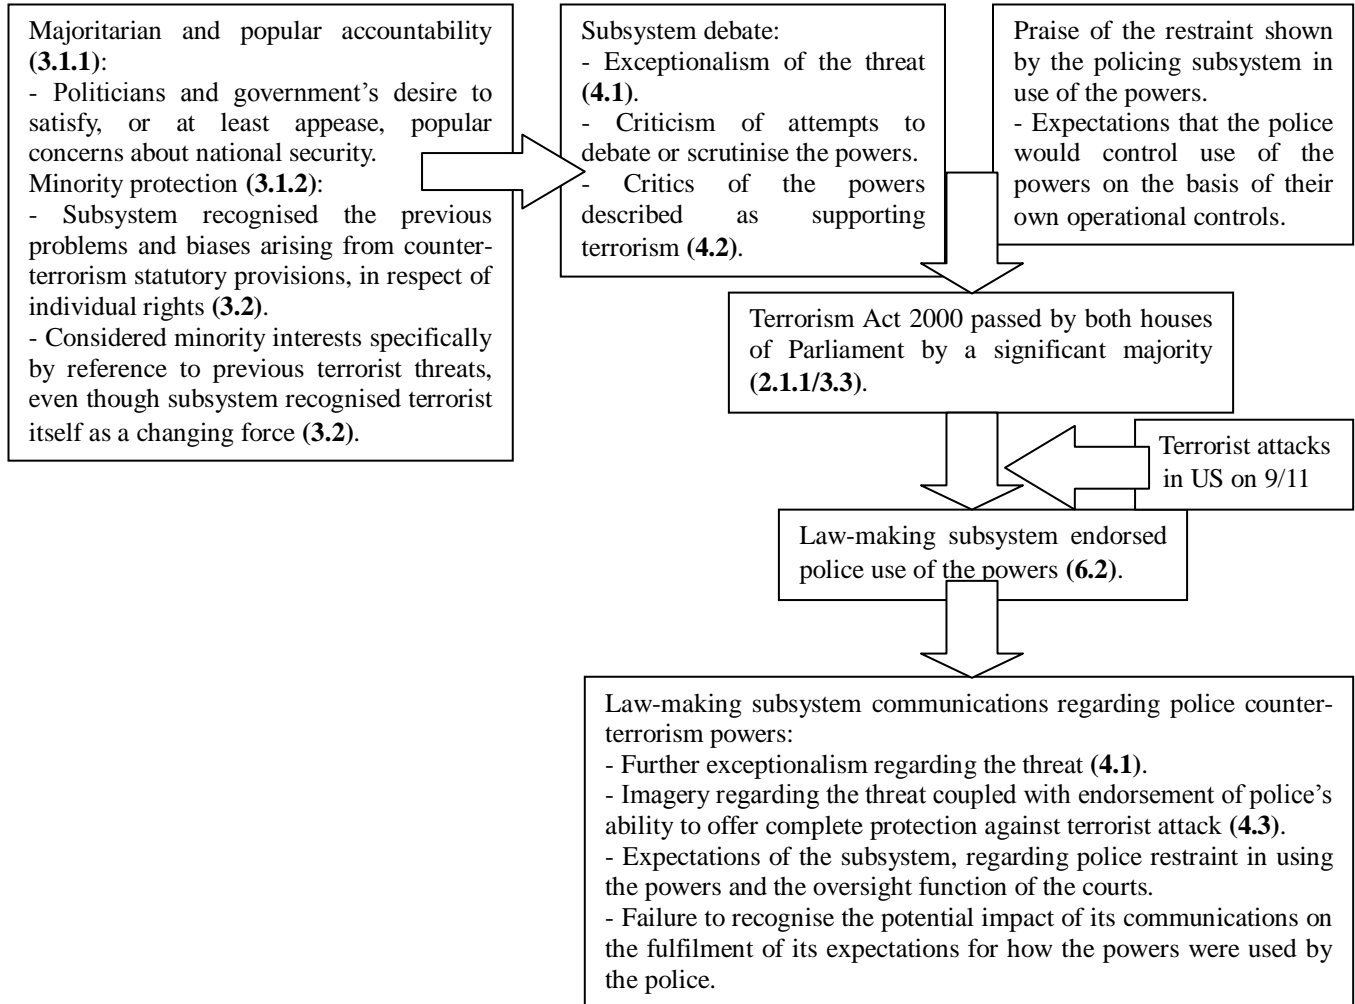 Majoritarian and popular accountability
(3.1.1):
- Politicians and government’s desire to
satisfy, or at least appease, popular
concerns about national security.
Minority protection (3.1.2):
- Subsystem recognised the previous
problems and biases arising from counter-
terrorism statutory provisions, in respect of
individual rights (3.2).
- Considered minority interests specifically
by reference to previous terrorist threats,
even though subsystem recognised terrorist
itself as a changing force (3.2).
Subsystem debate:
- Exceptionalism of the threat
(4.1).
- Criticism of attempts to
debate or scrutinise the powers.
- Critics of the powers
described as supporting
terrorism (4.2).
Praise of the restraint shown
by the policing subsystem in
use of the powers.
- Expectations that the police
would control use of the
powers on the basis of their
own operational controls.
Terrorism Act 2000 passed by both houses
of Parliament by a significant majority
(2.1.1/3.3).
Terrorist attacks
in US on 9/11
Law-making subsystem endorsed
police use of the powers (6.2).
Law-making subsystem communications regarding police counter-
terrorism powers:
- Further exceptionalism regarding the threat (4.1).
- Imagery regarding the threat coupled with endorsement of police’s
ability to offer complete protection against terrorist attack (4.3).
- Expectations of the subsystem, regarding police restraint in using
the powers and the oversight function of the courts.
- Failure to recognise the potential impact of its communications on
the fulfilment of its expectations for how the powers were used by
the police.